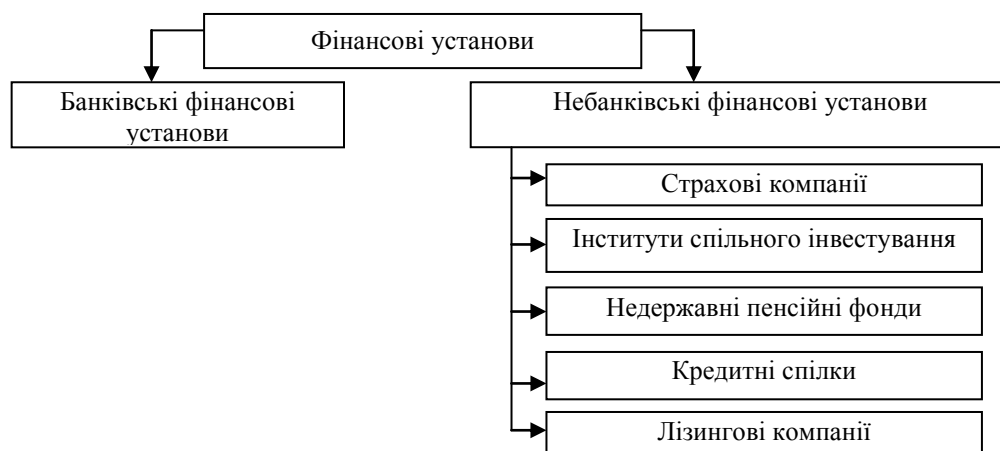 Фінансові установи
Банківські фінансові
установи
Небанківські фінансові установи
Страхові компанії
Інститути спільного інвестування
Недержавні пенсійні фонди
Кредитні спілки
Лізингові компанії